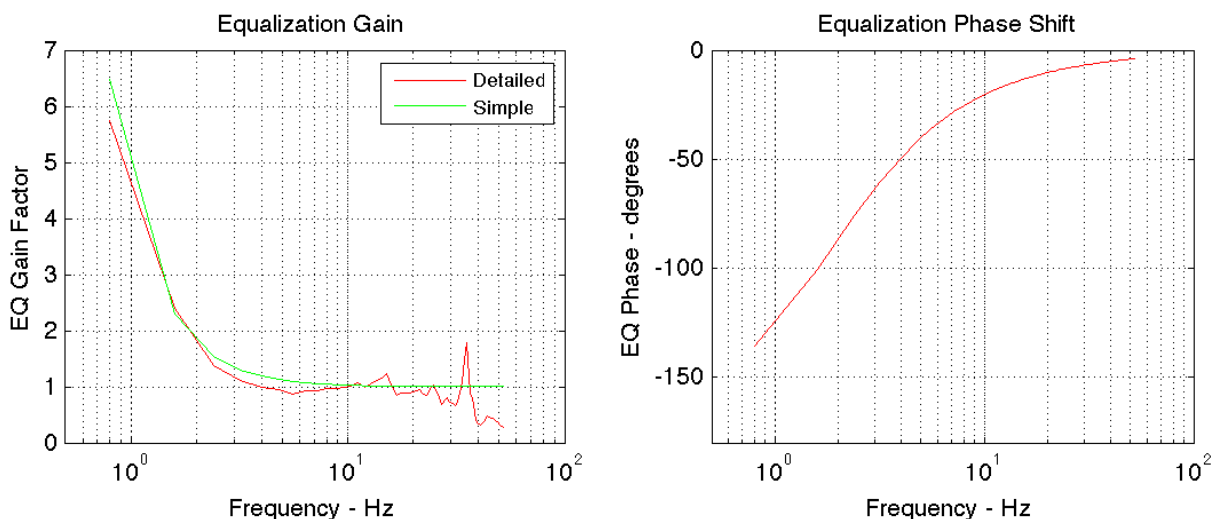 Equalization Gain
7
6
5
4
3
2
1
0
EQ Gain Factor
Detailed
Simple
10^0
10^1
10^2
Frequency - Hz
Equalization Phase Shift
0
-50
-100
-150
EQ Phase - degrees
10^0
10^1
10^2
Frequency - Hz